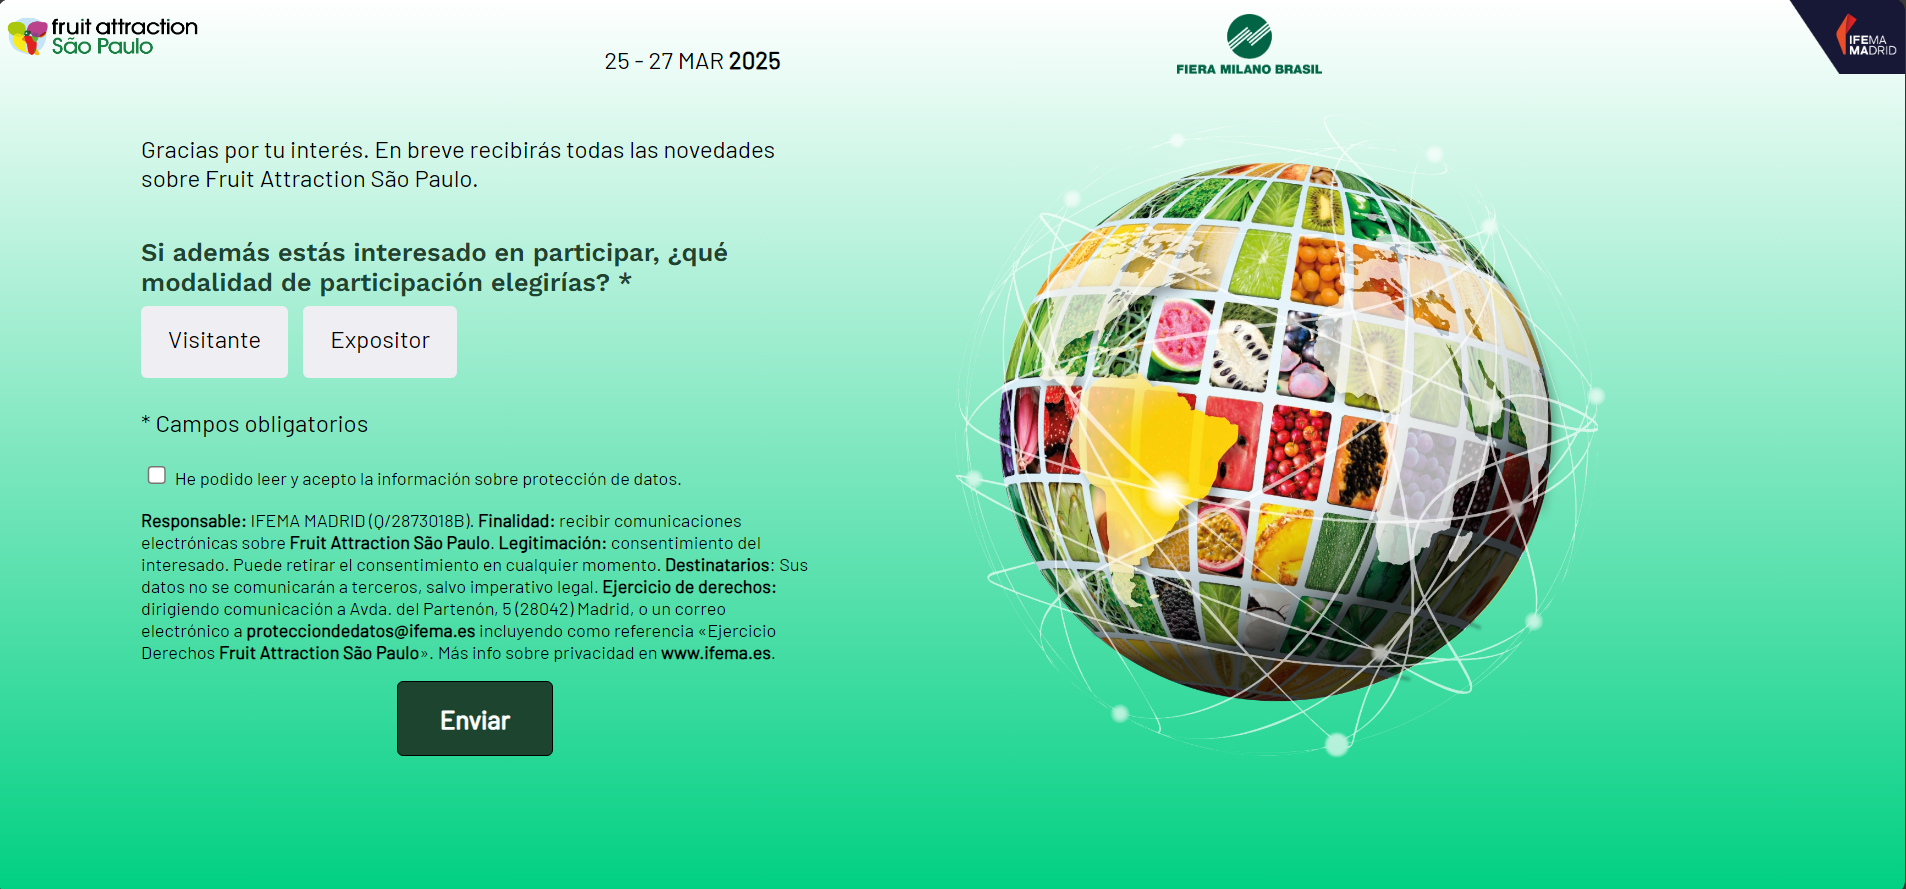 fruit attraction
São Paulo
25 - 27 MAR 2025
FIERA MILANO BRASIL
IFEMA
MADRID
Gracias por tu interés. En breve recibirás todas las novedades
sobre Fruit Attraction São Paulo.
Si además estás interesado en participar, ¿qué
modalidad de participación elegirías? *
Visitante
Expositor
* Campos obligatorios
He podido leer y acepto la información sobre protección de datos.
Responsable: IFEMA MADRID (Q/2873018B). Finalidad: recibir comunicaciones
electrónicas sobre Fruit Attraction São Paulo. Legitimación: consentimiento del
interesado. Puede retirar el consentimiento en cualquier momento. Destinatarios: Sus
datos no se comunicarán a terceros, salvo imperativo legal. Ejercicio de derechos:
dirigiendo comunicación a Avda. del Partenón, 5 (28042) Madrid, o un correo
electrónico a protecciondedatos@ifema.es incluyendo como referencia «Ejercicio
Derechos Fruit Attraction São Paulo». Más info sobre privacidad en www.ifema.es.
Enviar